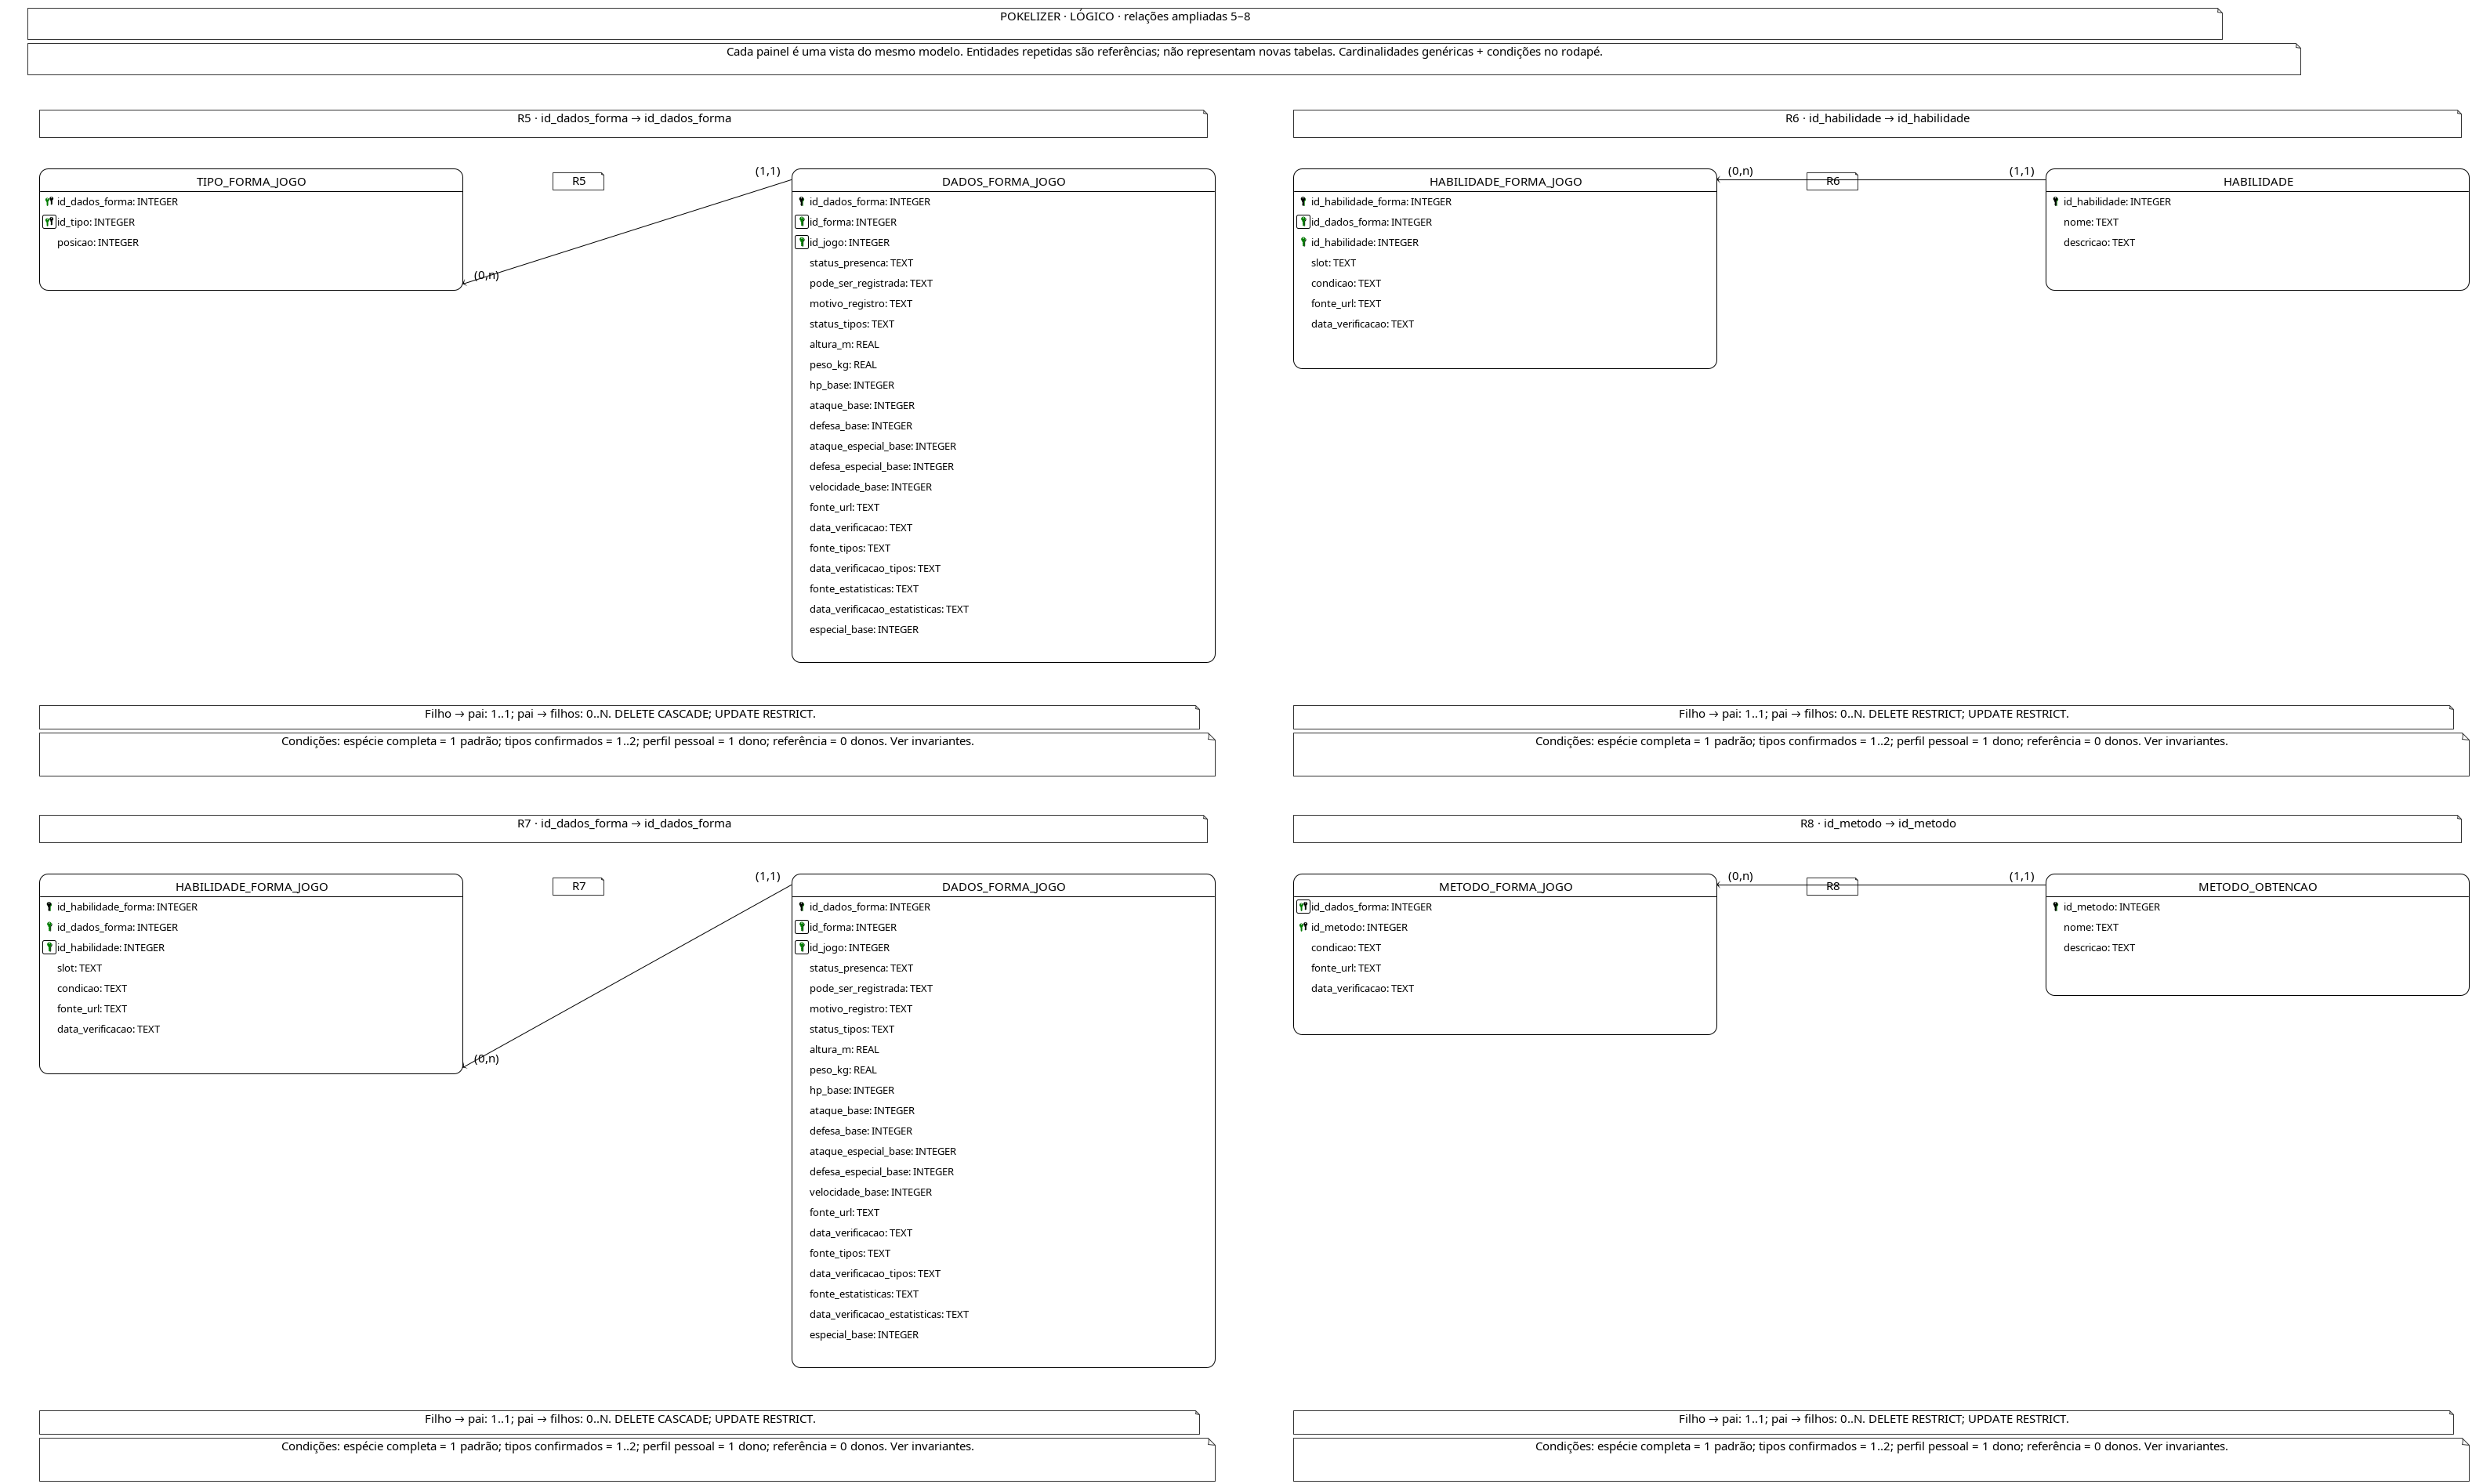 POKELIZER · LÓGICO · relações ampliadas 5–8
Cada painel é uma vista do mesmo modelo. Entidades repetidas são referências; não representam novas tabelas. Cardinalidades genéricas + condições no rodapé.
R5 · id_dados_forma → id_dados_forma
TIPO_FORMA_JOGO
id_dados_forma: INTEGER
id_tipo: INTEGER
posicao: INTEGER
(0,n)
R5
(1,1)
DADOS_FORMA_JOGO
id_dados_forma: INTEGER
id_forma: INTEGER
id_jogo: INTEGER
status_presenca: TEXT
pode_ser_registrada: TEXT
motivo_registro: TEXT
status_tipos: TEXT
altura_m: REAL
peso_kg: REAL
hp_base: INTEGER
ataque_base: INTEGER
defesa_base: INTEGER
ataque_especial_base: INTEGER
defesa_especial_base: INTEGER
velocidade_base: INTEGER
fonte_url: TEXT
data_verificacao: TEXT
fonte_tipos: TEXT
data_verificacao_tipos: TEXT
fonte_estatisticas: TEXT
data_verificacao_estatisticas: TEXT
especial_base: INTEGER
Filho → pai: 1..1; pai → filhos: 0..N. DELETE CASCADE; UPDATE RESTRICT.
Condições: espécie completa = 1 padrão; tipos confirmados = 1..2; perfil pessoal = 1 dono; referência = 0 donos. Ver invariantes.
R6 · id_habilidade → id_habilidade
HABILIDADE_FORMA_JOGO
id_habilidade_forma: INTEGER
id_dados_forma: INTEGER
id_habilidade: INTEGER
slot: TEXT
condicao: TEXT
fonte_url: TEXT
data_verificacao: TEXT
(0,n)
R6
(1,1)
HABILIDADE
id_habilidade: INTEGER
nome: TEXT
descricao: TEXT
Filho → pai: 1..1; pai → filhos: 0..N. DELETE RESTRICT; UPDATE RESTRICT.
Condições: espécie completa = 1 padrão; tipos confirmados = 1..2; perfil pessoal = 1 dono; referência = 0 donos. Ver invariantes.
R7 · id_dados_forma → id_dados_forma
HABILIDADE_FORMA_JOGO
id_habilidade_forma: INTEGER
id_dados_forma: INTEGER
id_habilidade: INTEGER
slot: TEXT
condicao: TEXT
fonte_url: TEXT
data_verificacao: TEXT
(0,n)
R7
(1,1)
DADOS_FORMA_JOGO
id_dados_forma: INTEGER
id_forma: INTEGER
id_jogo: INTEGER
status_presenca: TEXT
pode_ser_registrada: TEXT
motivo_registro: TEXT
status_tipos: TEXT
altura_m: REAL
peso_kg: REAL
hp_base: INTEGER
ataque_base: INTEGER
defesa_base: INTEGER
ataque_especial_base: INTEGER
defesa_especial_base: INTEGER
velocidade_base: INTEGER
fonte_url: TEXT
data_verificacao: TEXT
fonte_tipos: TEXT
data_verificacao_tipos: TEXT
fonte_estatisticas: TEXT
data_verificacao_estatisticas: TEXT
especial_base: INTEGER
Filho → pai: 1..1; pai → filhos: 0..N. DELETE CASCADE; UPDATE RESTRICT.
Condições: espécie completa = 1 padrão; tipos confirmados = 1..2; perfil pessoal = 1 dono; referência = 0 donos. Ver invariantes.
R8 · id_metodo → id_metodo
METODO_FORMA_JOGO
id_dados_forma: INTEGER
id_metodo: INTEGER
condicao: TEXT
fonte_url: TEXT
data_verificacao: TEXT
(0,n)
R8
(1,1)
METODO_OBTENCAO
id_metodo: INTEGER
nome: TEXT
descricao: TEXT
Filho → pai: 1..1; pai → filhos: 0..N. DELETE RESTRICT; UPDATE RESTRICT.
Condições: espécie completa = 1 padrão; tipos confirmados = 1..2; perfil pessoal = 1 dono; referência = 0 donos. Ver invariantes.